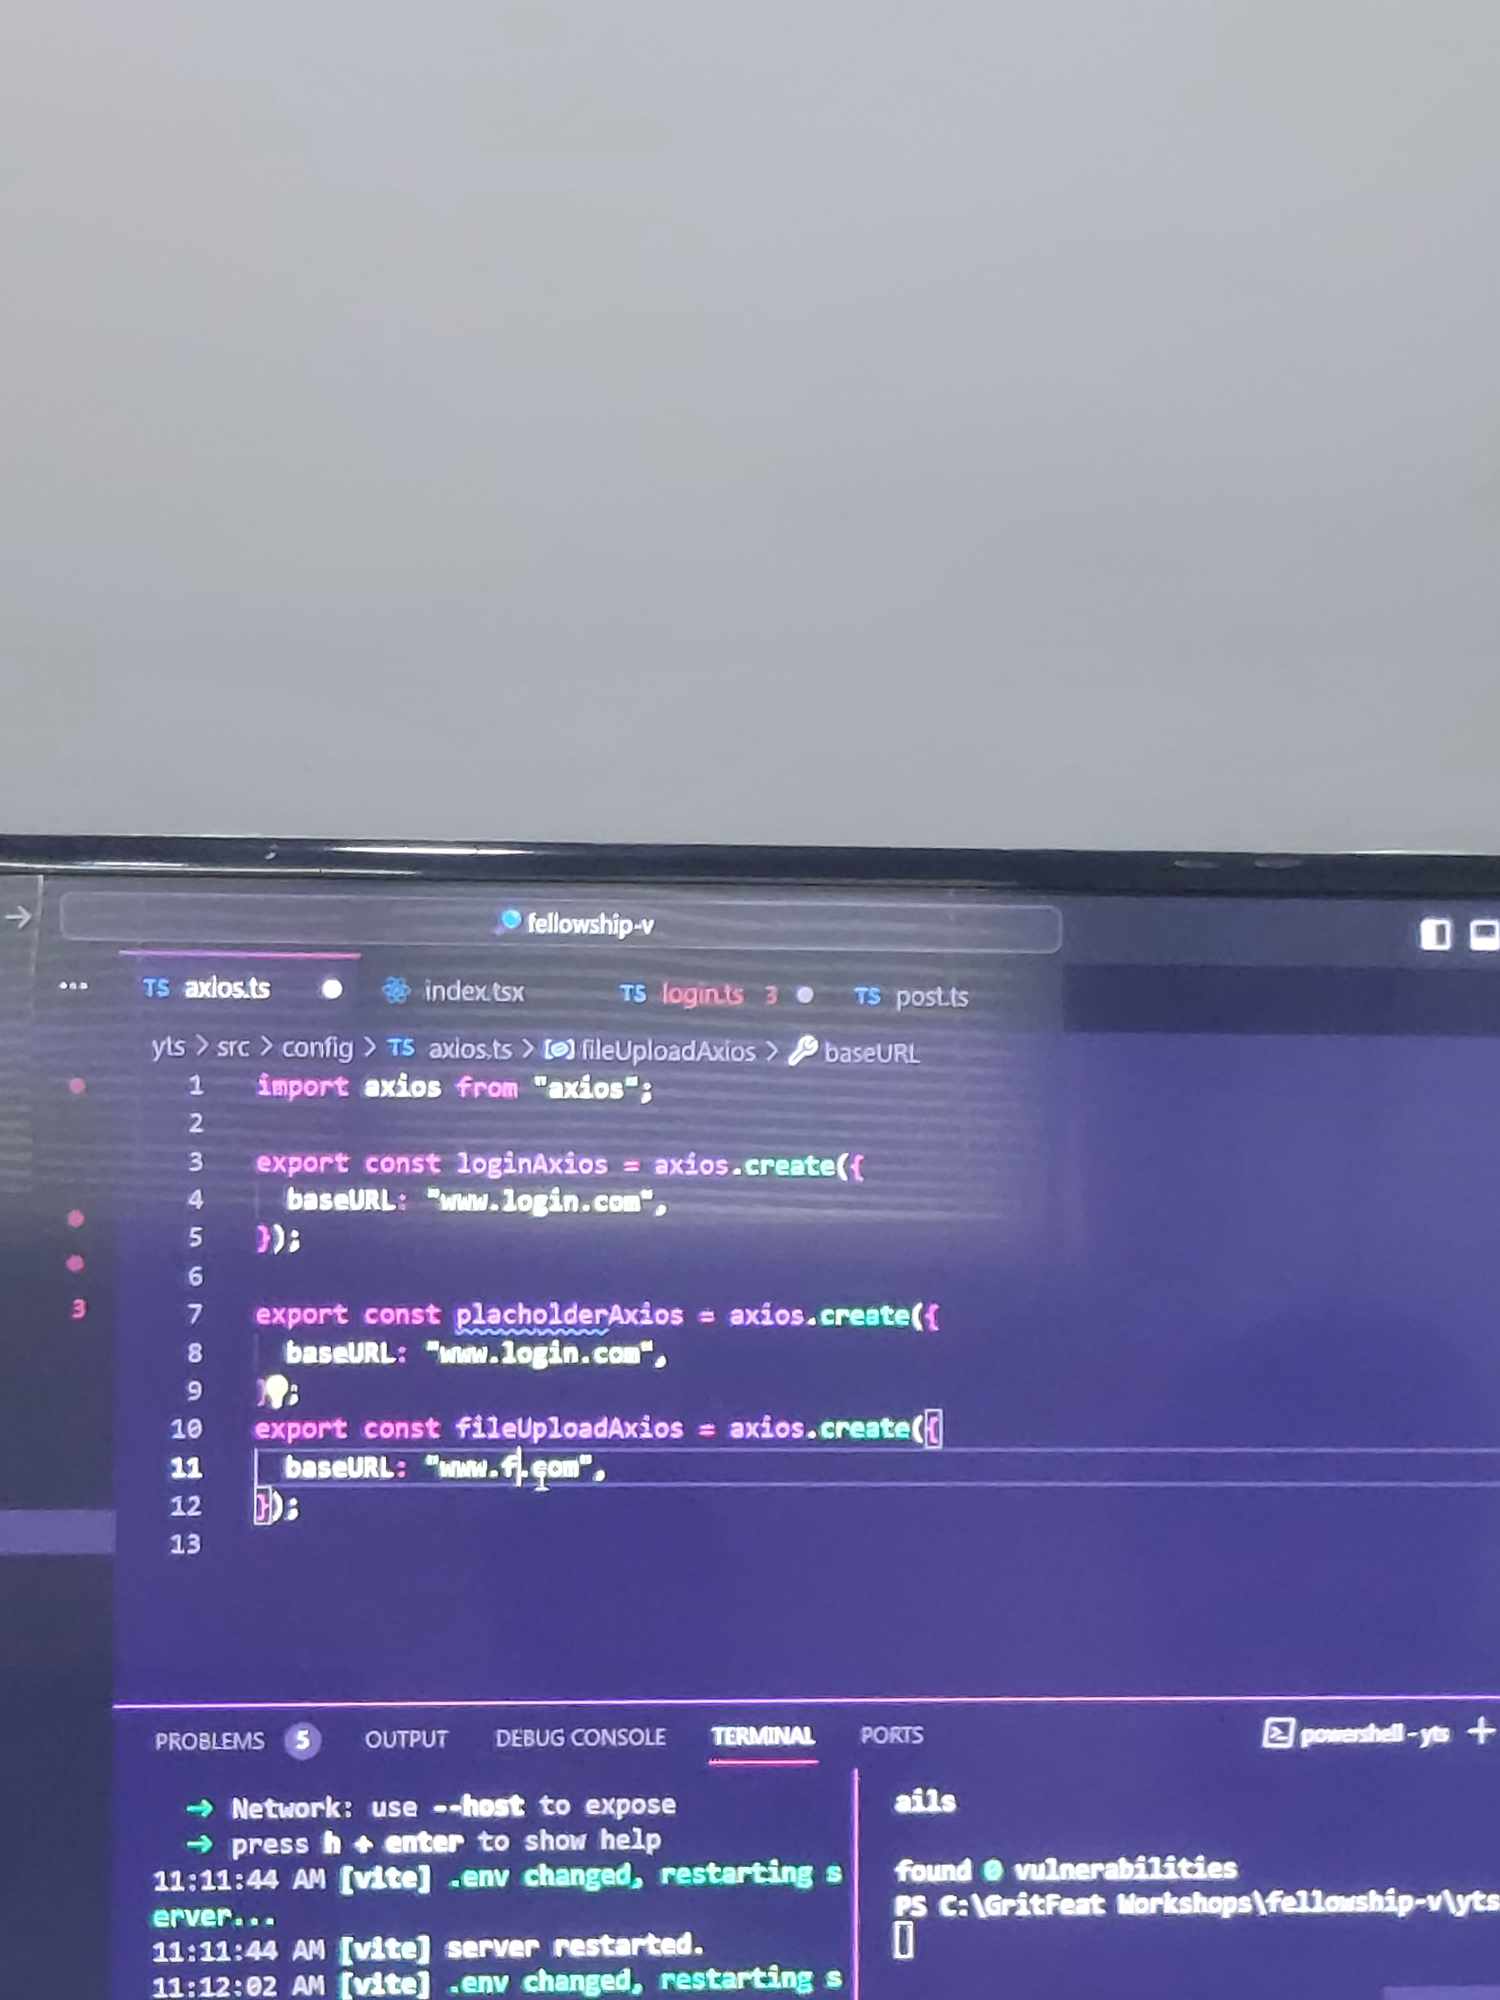 fellowship-v
TS axios.ts index.tsx TS login.ts 3 TS post.ts
yts > src > config > TS axios.ts > fileUploadAxios > baseURL
1 import axios from "axios";
2
3 export const loginAxios = axios.create({
4 baseURL: "www.login.com",
5 });
6
3
7 export const placholderAxios = axios.create({
8 baseURL: "www.login.com",
9 });
10 export const fileUploadAxios = axios.create({
11 baseURL: "www.f.com",
12 });
13
PROBLEMS 5 OUTPUT DEBUG CONSOLE TERMINAL PORTS powershell - yts
→ Network: use --host to expose
→ press h + enter to show help
11:11:44 AM [vite] .env changed, restarting s
erver...
11:11:44 AM [vite] server restarted.
11:12:02 AM [vite] .env changed, restarting s
ails
found 0 vulnerabilities
PS C:\GritFeat Workshops\fellowship-v\yts